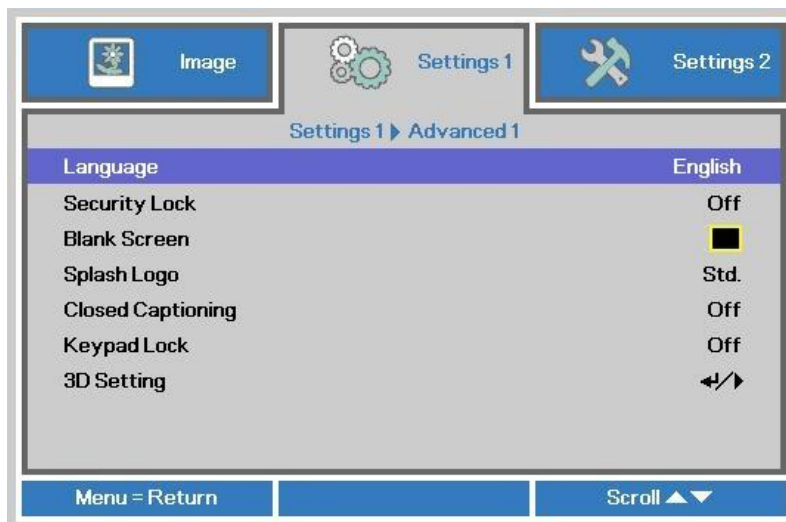 Image Settings 1 Settings 2
Settings 1 Advanced 1
Language English
Security Lock Off
Blank Screen
Splash Logo Std.
Closed Captioning Off
Keypad Lock Off
3D Setting /
Menu = Return Scroll